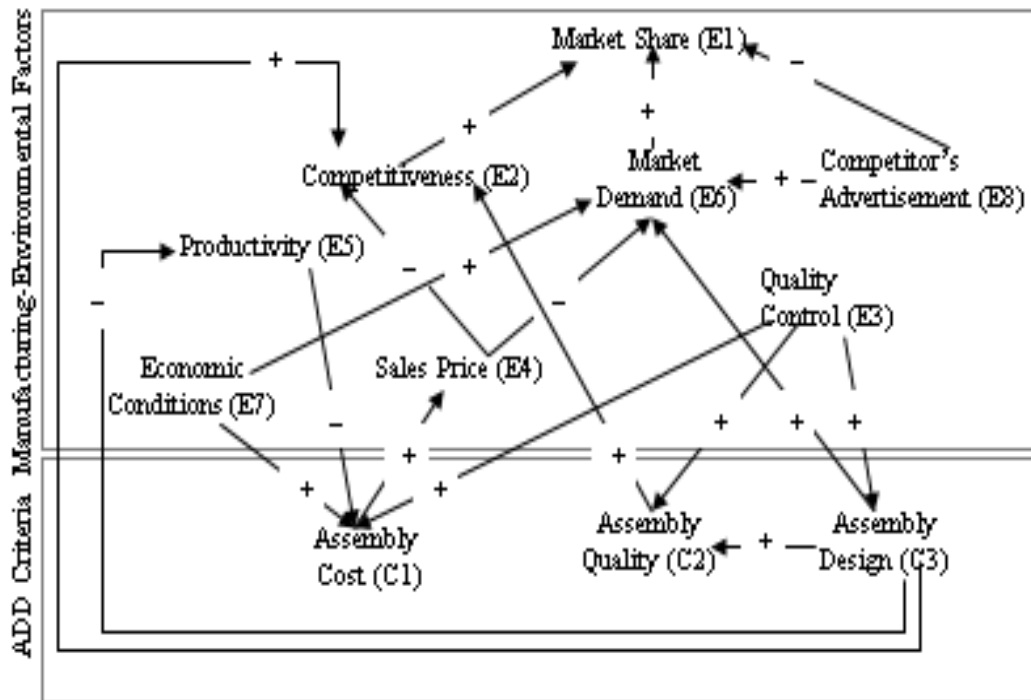 Manufacturing-Environmental Factors
ADD Criteria
Market Share (E1)
+
−
+
+
Competitiveness (E2)
Market
Demand (E6)
+
Competitor's
Advertisement (E8)
Productivity (E5)
−
−
+
−
Quality
Control (E3)
Economic
Conditions (E7)
Sales Price (E4)
−
+
+
+
+
+
+
+
Assembly
Cost (C1)
Assembly
Quality (C2)
+
Assembly
Design (C3)